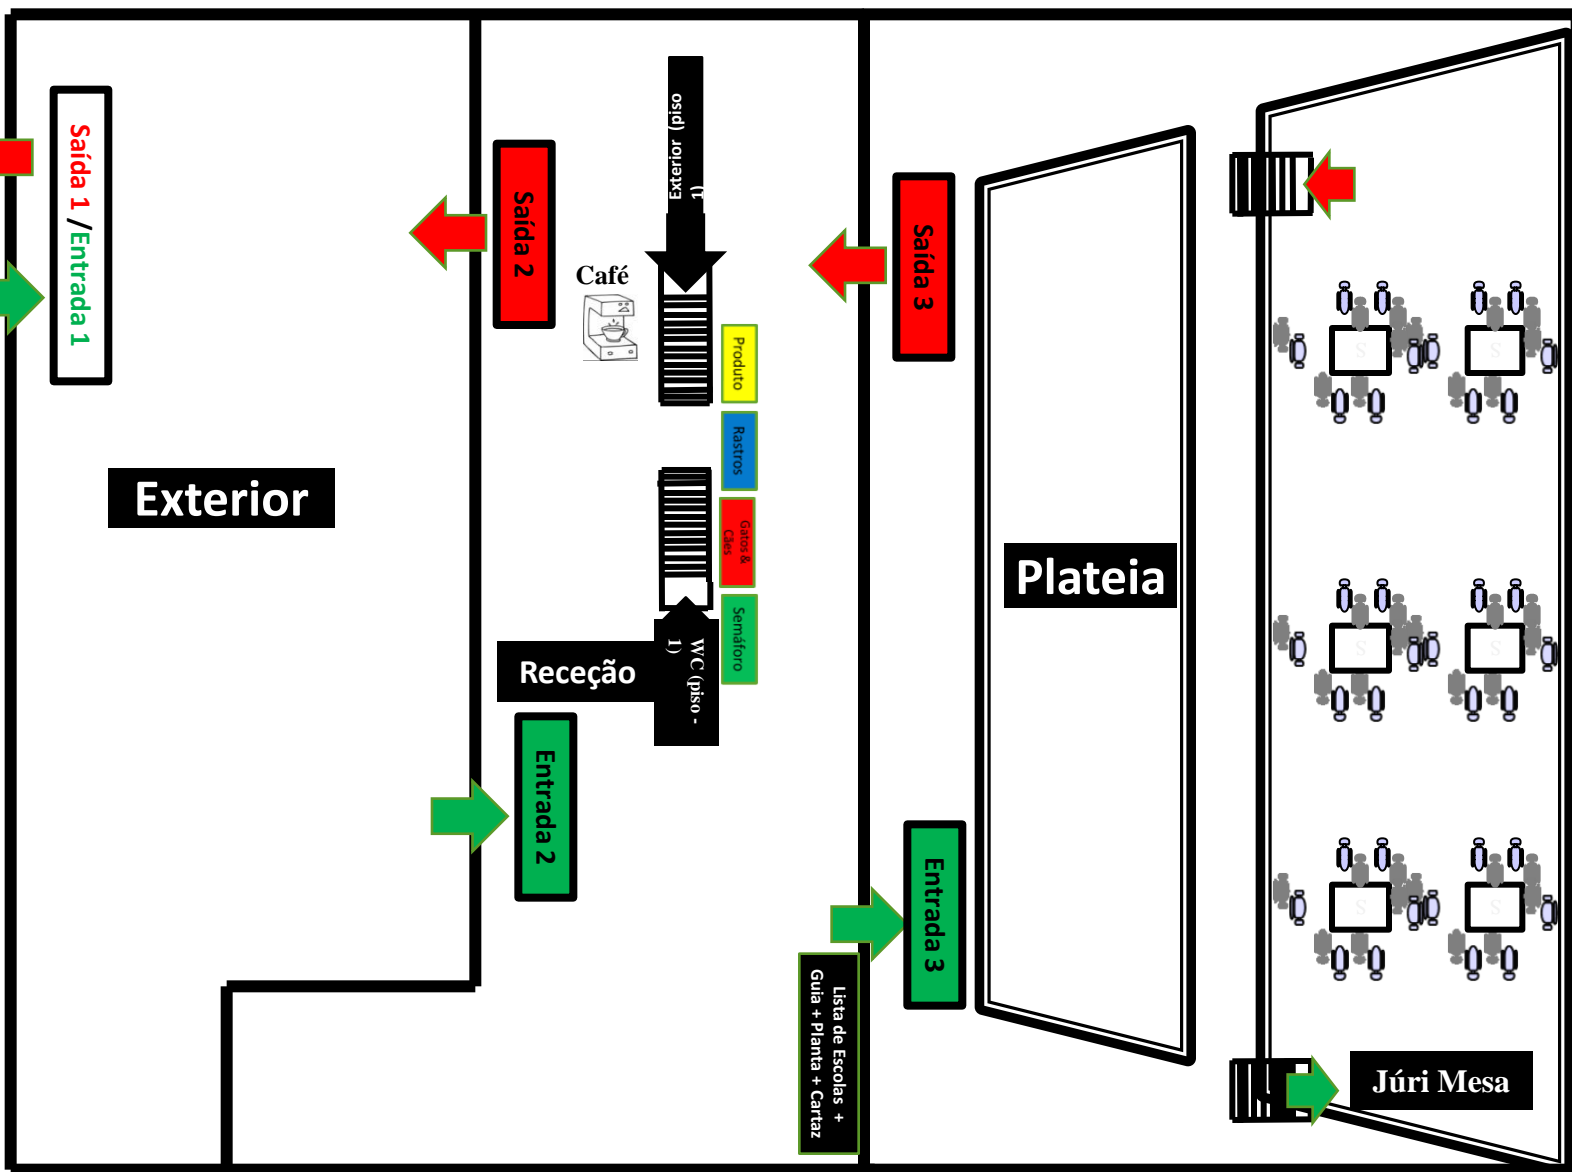 Saída 1 /Entrada 1
Exterior
Saída 2
Café
Exterior (piso
1)
Produto
Rastros
Gatos &
Cães
Semáforo
Receção
WC (piso -
1)
Entrada 2
Saída 3
Entrada 3
Lista de Escolas +
Guia + Planta + Cartaz
Plateia
S
S
S
S
S
S
Júri Mesa